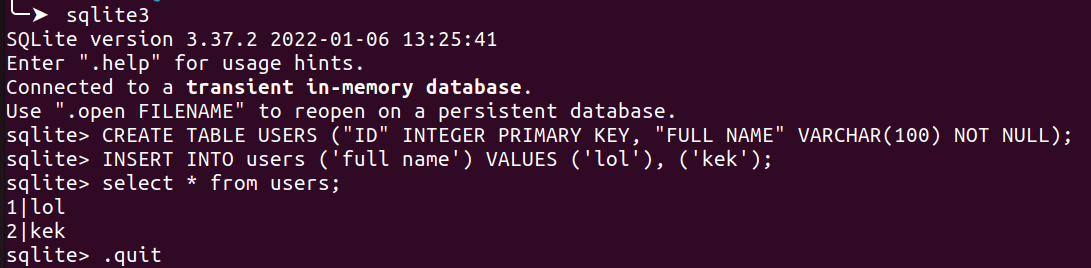 ╰─➤ sqlite3
SQLite version 3.37.2 2022-01-06 13:25:41
Enter ".help" for usage hints.
Connected to a transient in-memory database.
Use ".open FILENAME" to reopen on a persistent database.
sqlite> CREATE TABLE USERS ("ID" INTEGER PRIMARY KEY, "FULL NAME" VARCHAR(100) NOT NULL);
sqlite> INSERT INTO users ('full name') VALUES ('lol'), ('kek');
sqlite> select * from users;
1|lol
2|kek
sqlite> .quit